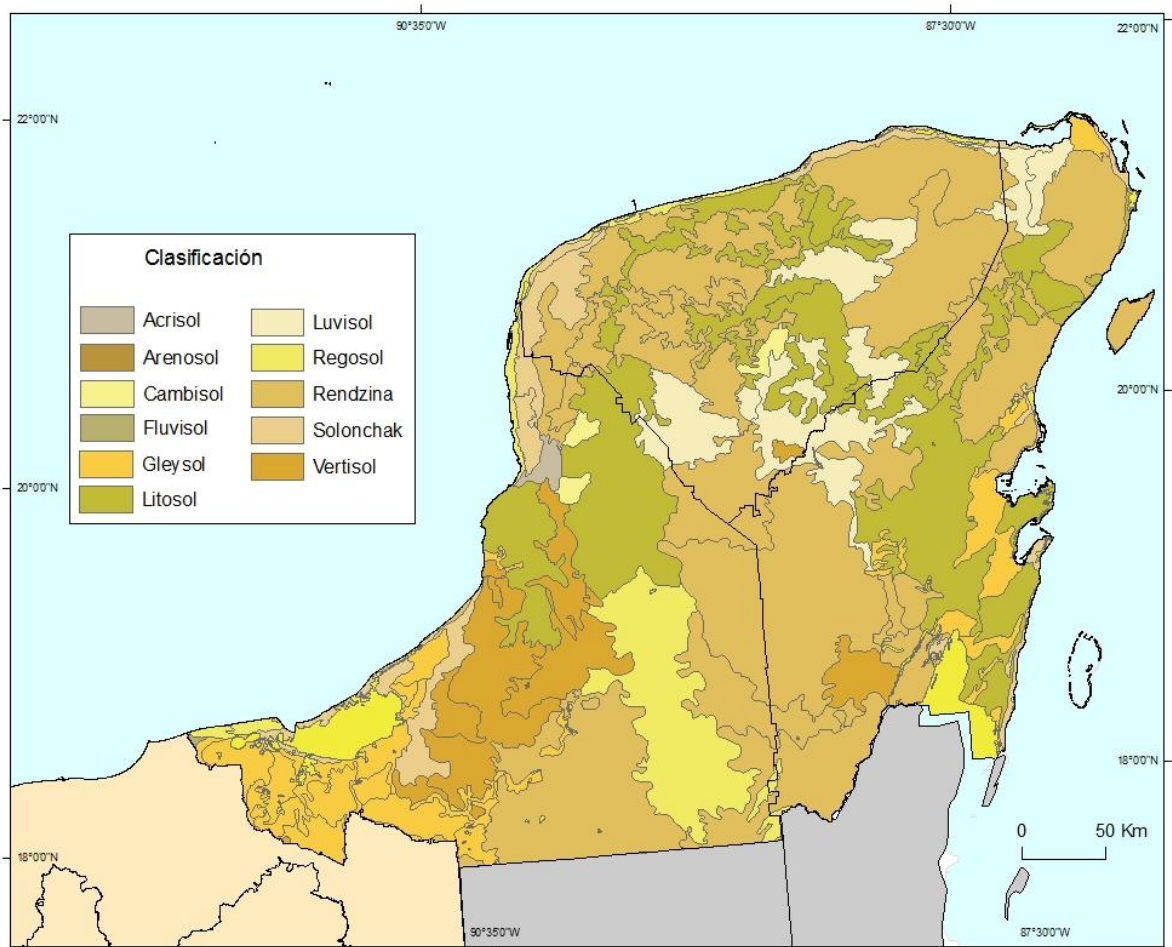 90°35'0"W
87°30'0"W
22°0'0"N
22°0'0"N
Clasificación
Acrisol
Arenosol
Cambisol
Fluvisol
Gleysol
Litosol
Luvisol
Regosol
Rendzina
Solonchak
Vertisol
20°0'0"N
20°0'0"N
18°0'0"N
0 50 Km
18°0'0"N
90°35'0"W
87°30'0"W